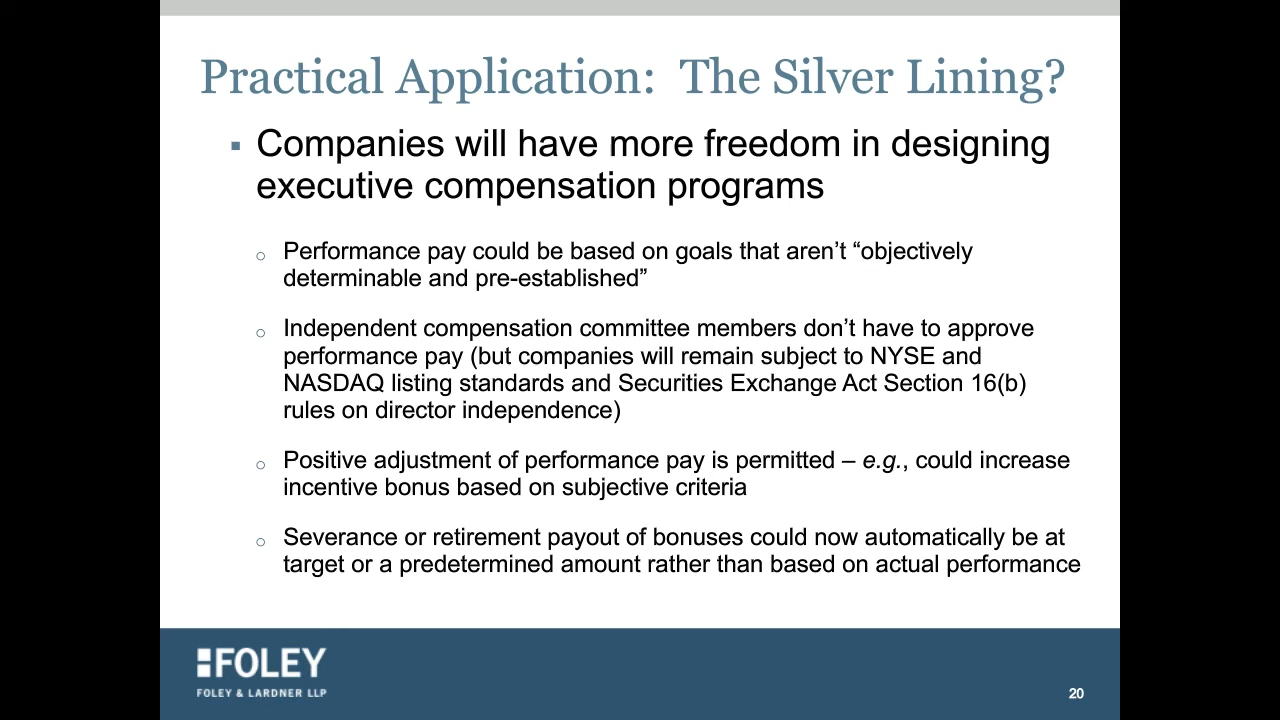 Practical Application:  The Silver Lining?
▪ Companies will have more freedom in designing
executive compensation programs
○ Performance pay could be based on goals that aren’t “objectively
determinable and pre-established”
○ Independent compensation committee members don’t have to approve
performance pay (but companies will remain subject to NYSE and
NASDAQ listing standards and Securities Exchange Act Section 16(b)
rules on director independence)
○ Positive adjustment of performance pay is permitted – e.g., could increase
incentive bonus based on subjective criteria
○ Severance or retirement payout of bonuses could now automatically be at
target or a predetermined amount rather than based on actual performance
FOLEY
FOLEY & LARDNER LLP
20